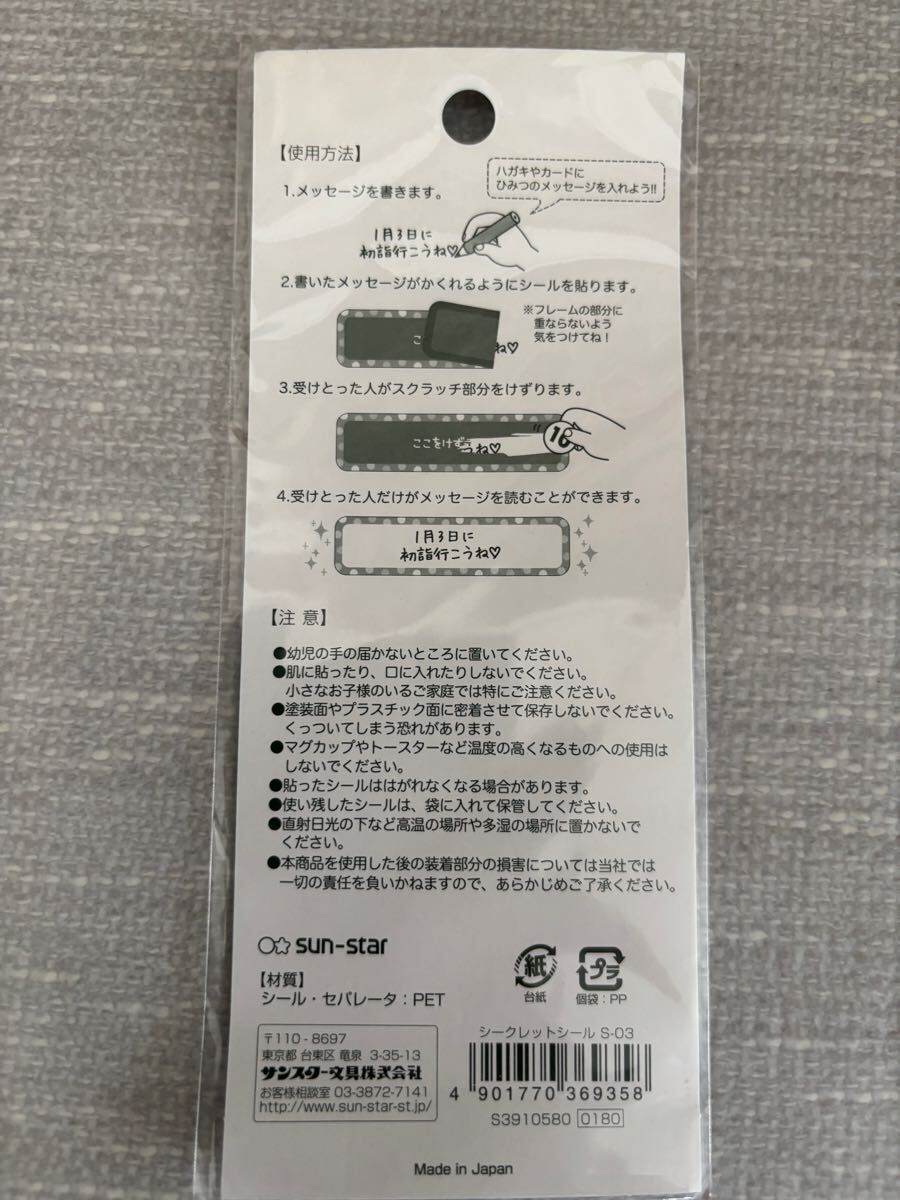 【使用方法】
ハガキやカードに
ひみつのメッセージを入れよう!!
1.メッセージを書きます。
1月3日に
初詣行こうね♡
2.書いたメッセージがかくれるようにシールを貼ります。
※フレームの部分に
重ならないよう
気をつけてね!
こ
ね♡
3.受けとった人がスクラッチ部分をけずります。
ここをけず
うね♡
10
4.受けとった人だけがメッセージを読むことができます。
1月3日に
初詣行こうね♡
【注 意】
●幼児の手の届かないところに置いてください。
●肌に貼ったり、口に入れたりしないでください。
小さなお子様のいるご家庭では特にご注意ください。
●塗装面やプラスチック面に密着させて保存しないでください。
くっついてしまう恐れがあります。
●マグカップやトースターなど温度の高くなるものへの使用は
しないでください。
●貼ったシールははがれなくなる場合があります。
●使い残したシールは、袋に入れて保管してください。
●直射日光の下など高温の場所や多湿の場所に置かないで
ください。
●本商品を使用した後の装着部分の損害については当社では
一切の責任を負いかねますので、あらかじめご了承ください。
○☆ sun-star
【材質】
シール・セパレータ：PET
紙
台紙
プラ
個袋：PP
〒110-8697
東京都 台東区 竜泉 3-35-13
サンスター文具株式会社
お客様相談室 03-3872-7141
http://www.sun-star-st.jp/
シークレットシール S-03
4 901770 369358
S3910580 0180
Made in Japan